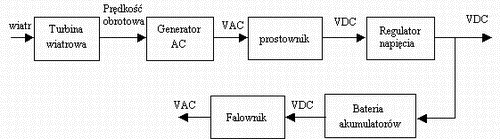 wiatr
Turbina
wiatrowa
Prędkość
obrotowa
Generator
AC
VAC
prostownik
VDC
Regulator
napięcia
VDC
VAC
Falownik
VDC
Bateria
akumulatorów